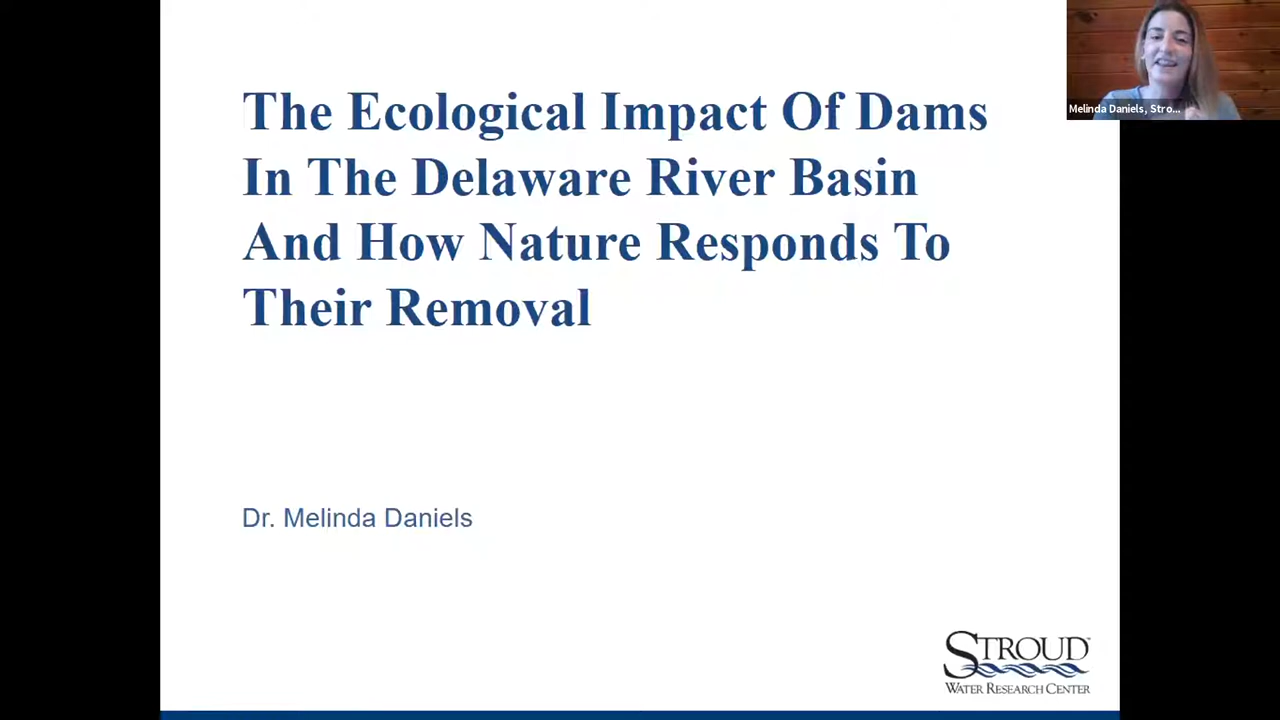 Melinda Daniels, Stro...
The Ecological Impact Of Dams
In The Delaware River Basin
And How Nature Responds To
Their Removal
Dr. Melinda Daniels
STROUD™
WATER RESEARCH CENTER